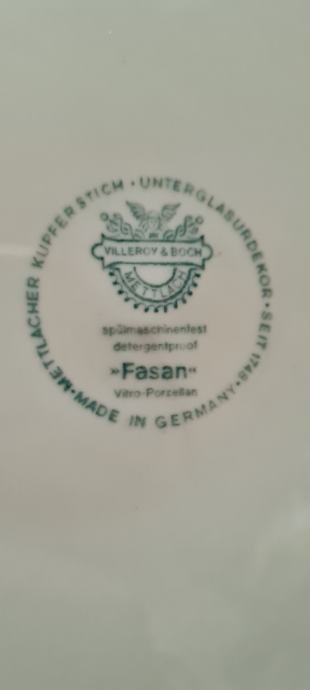 METTLACHER KUPFERSTICH · UNTERGLASURDEKOR · SEIT 1748 ·
VILLEROY & BOCH
METTLACH
spülmaschinenfest
detergentproof
»Fasan«
Vitro-Porzellan
MADE IN GERMANY